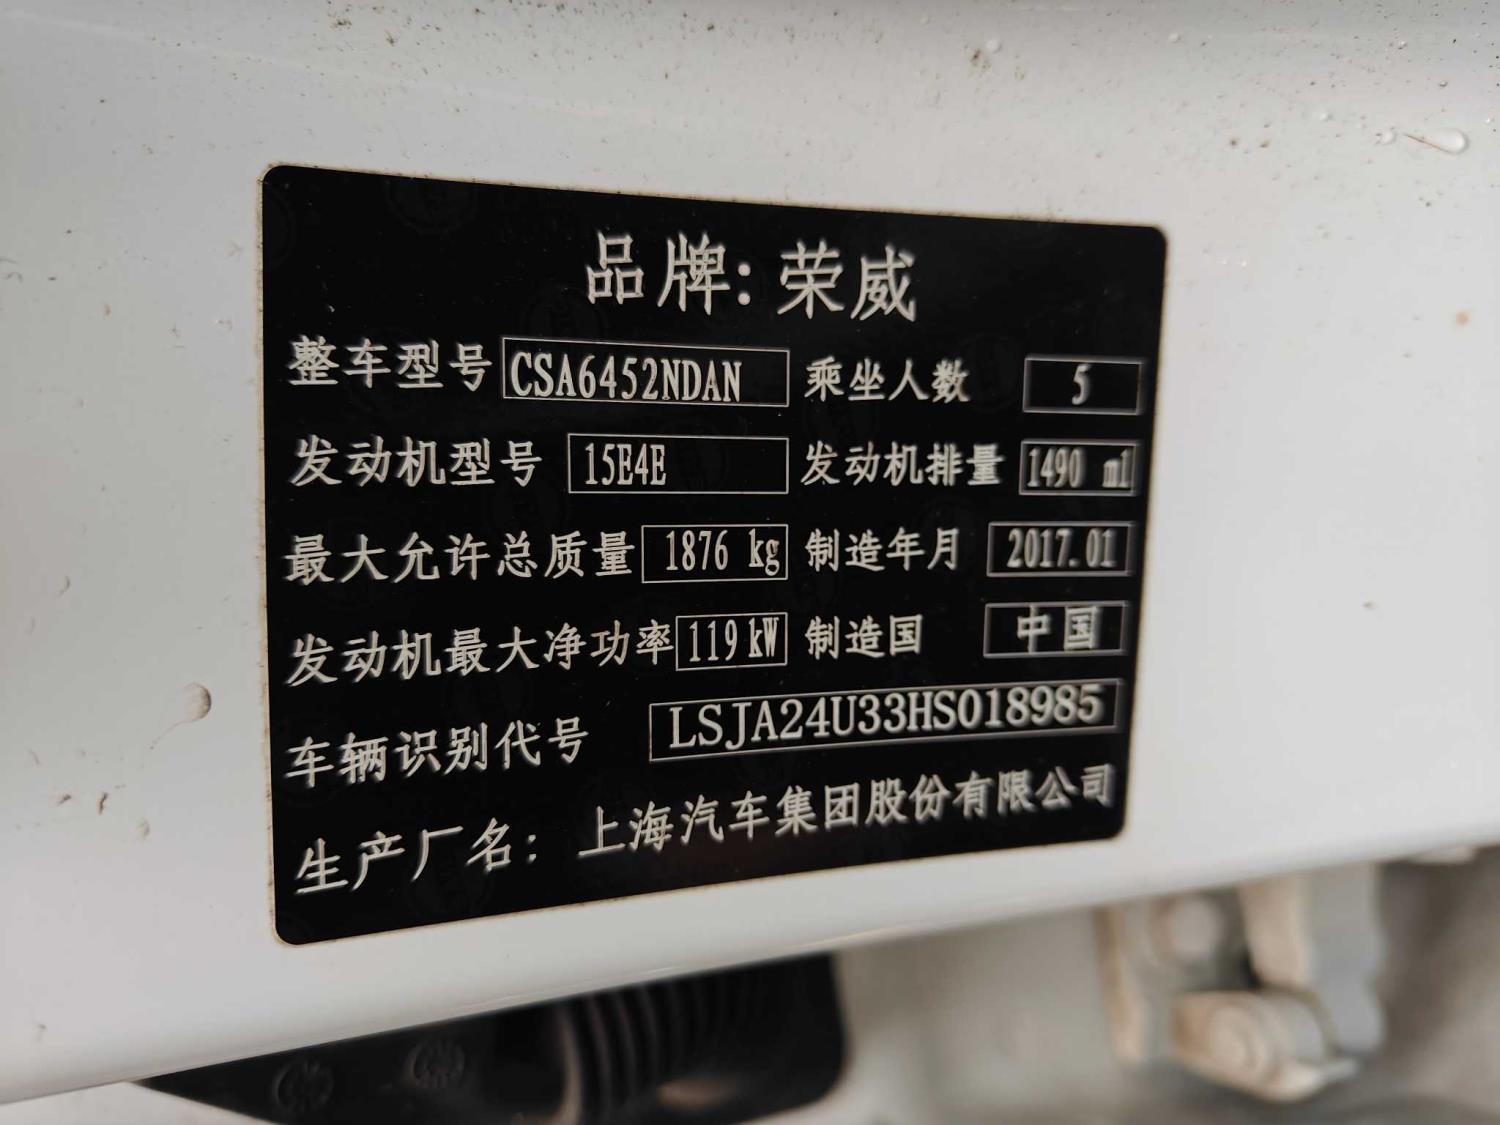 品牌：荣威
整车型号 CSA6452NDAN 乘坐人数 5
发动机型号 15E4E 发动机排量 1490 ml
最大允许总质量 1876 kg 制造年月 2017.01
发动机最大净功率 119 kW 制造国 中国
车辆识别代号 LSJA24U33HS018985
生产厂名：上海汽车集团股份有限公司